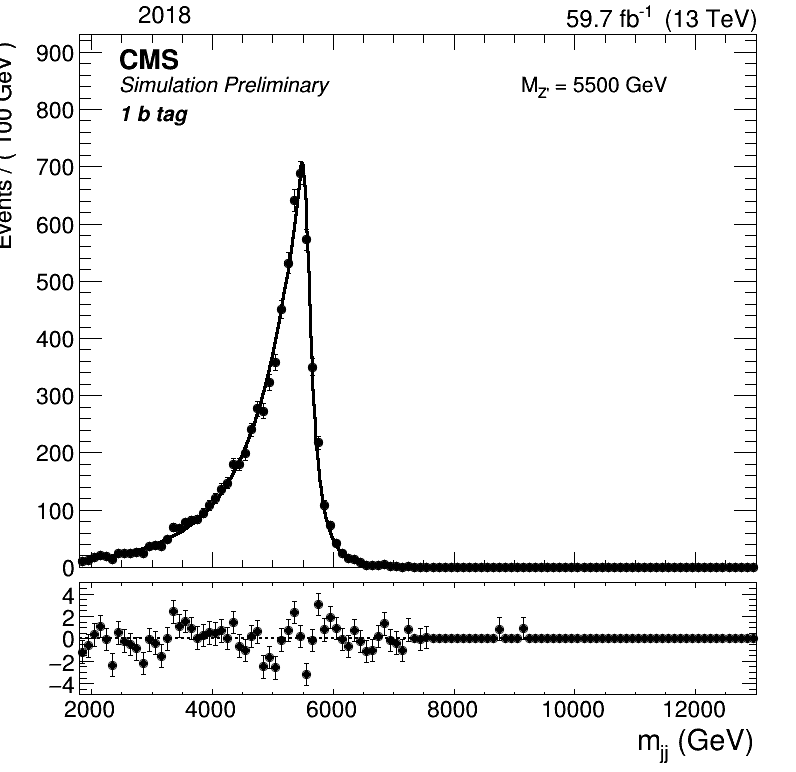 2018
59.7 fb-1 (13 TeV)
CMS
Simulation Preliminary
1 b tag
MZ' = 5500 GeV
Events / ( 100 GeV )
900
800
700
600
500
400
300
200
100
0
4
2
0
−2
−4
2000 4000 6000 8000 10000 12000
mjj (GeV)